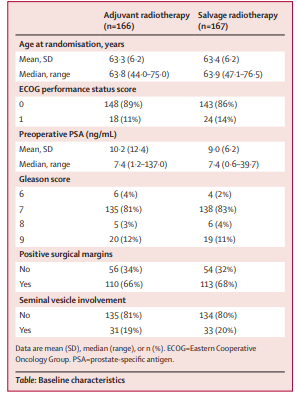 Adjuvant radiotherapy (n=166) Salvage radiotherapy (n=167)
Age at randomisation, years
Mean, SD 63·3 (6·2) 63·4 (6·2)
Median, range 63·8 (44·0–75·0) 63·9 (47·1–76·5)
ECOG performance status score
0 148 (89%) 143 (86%)
1 18 (11%) 24 (14%)
Preoperative PSA (ng/mL)
Mean, SD 10·2 (12·4) 9·0 (6·2)
Median, range 7·4 (1·2–137·0) 7·4 (0·6–39·7)
Gleason score
6 6 (4%) 4 (2%)
7 135 (81%) 138 (83%)
8 5 (3%) 6 (4%)
9 20 (12%) 19 (11%)
Positive surgical margins
No 56 (34%) 54 (32%)
Yes 110 (66%) 113 (68%)
Seminal vesicle involvement
No 135 (81%) 134 (80%)
Yes 31 (19%) 33 (20%)
Data are mean (SD), median (range), or n (%). ECOG=Eastern Cooperative
Oncology Group. PSA=prostate-specific antigen.
Table: Baseline characteristics